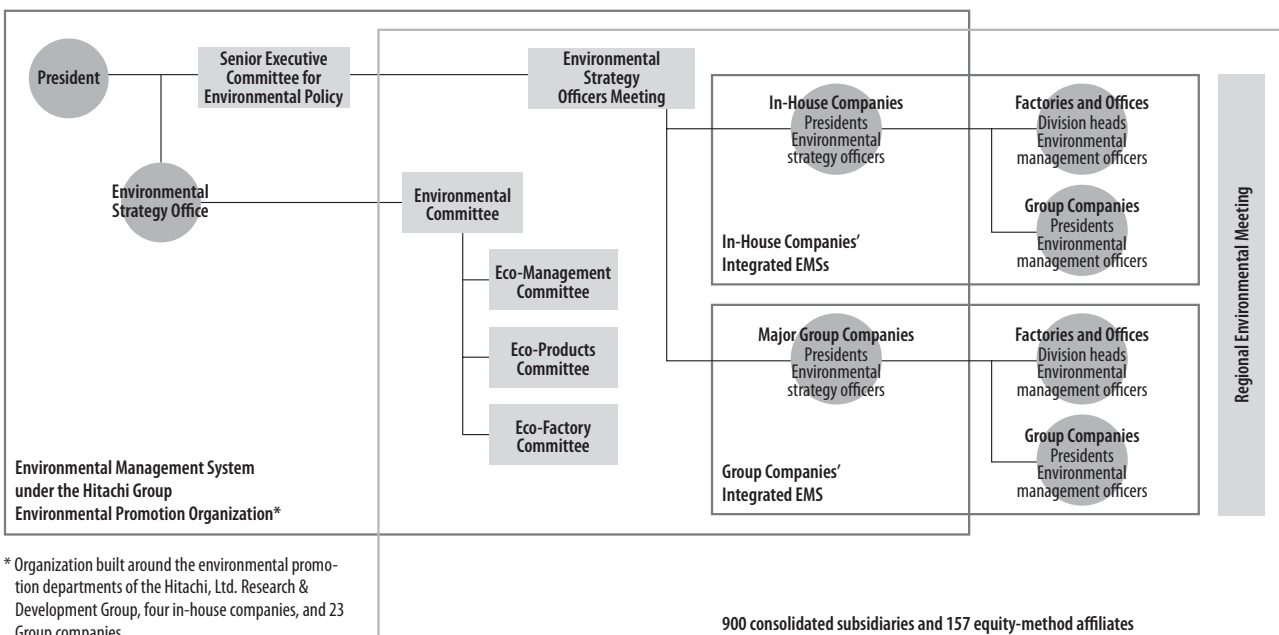 President
Senior Executive
Committee for
Environmental Policy
Environmental
Strategy
Officers Meeting
Environmental
Strategy Office
Environmental
Committee
Eco-Management
Committee
Eco-Products
Committee
Eco-Factory
Committee
In-House Companies
Presidents
Environmental
strategy officers
Factories and Offices
Division heads
Environmental
management officers
Group Companies
Presidents
Environmental
management officers
In-House Companies’
Integrated EMSs
Major Group Companies
Presidents
Environmental
strategy officers
Factories and Offices
Division heads
Environmental
management officers
Group Companies
Presidents
Environmental
management officers
Group Companies’
Integrated EMS
Regional Environmental Meeting
Environmental Management System
under the Hitachi Group
Environmental Promotion Organization*
* Organization built around the environmental promo-
tion departments of the Hitachi, Ltd. Research &
Development Group, four in-house companies, and 23
Group companies
900 consolidated subsidiaries and 157 equity-method affiliates